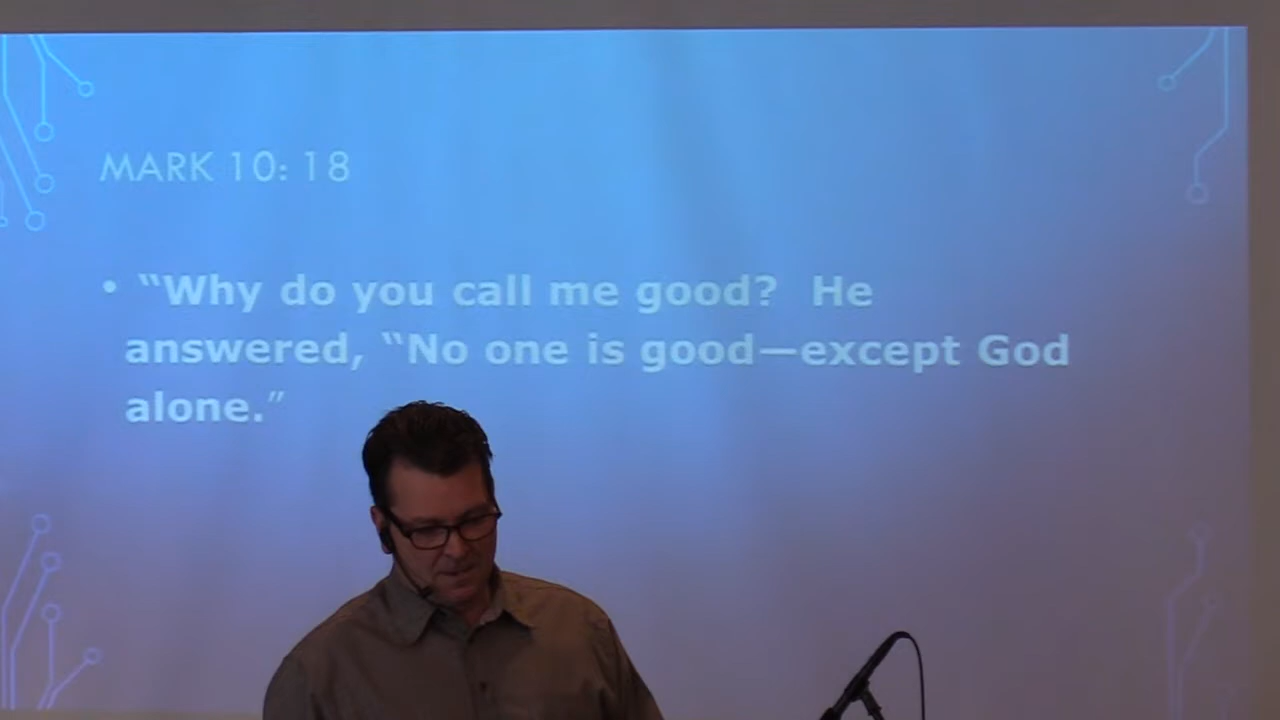 MARK 10: 18
• “Why do you call me good?  He
answered, “No one is good—except God
alone.”